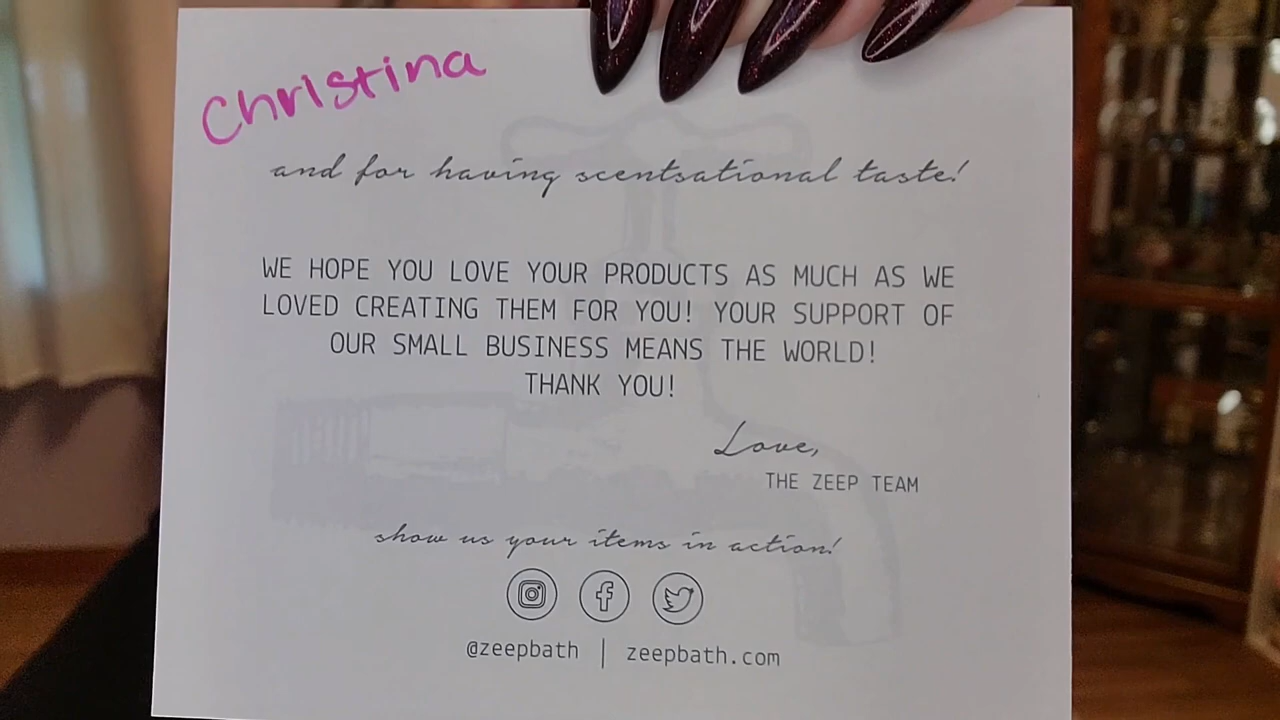 Christina
and for having scentsational taste!
WE HOPE YOU LOVE YOUR PRODUCTS AS MUCH AS WE
LOVED CREATING THEM FOR YOU! YOUR SUPPORT OF
OUR SMALL BUSINESS MEANS THE WORLD!
THANK YOU!
Love,
THE ZEEP TEAM
show us your items in action!
@zeepbath | zeepbath.com